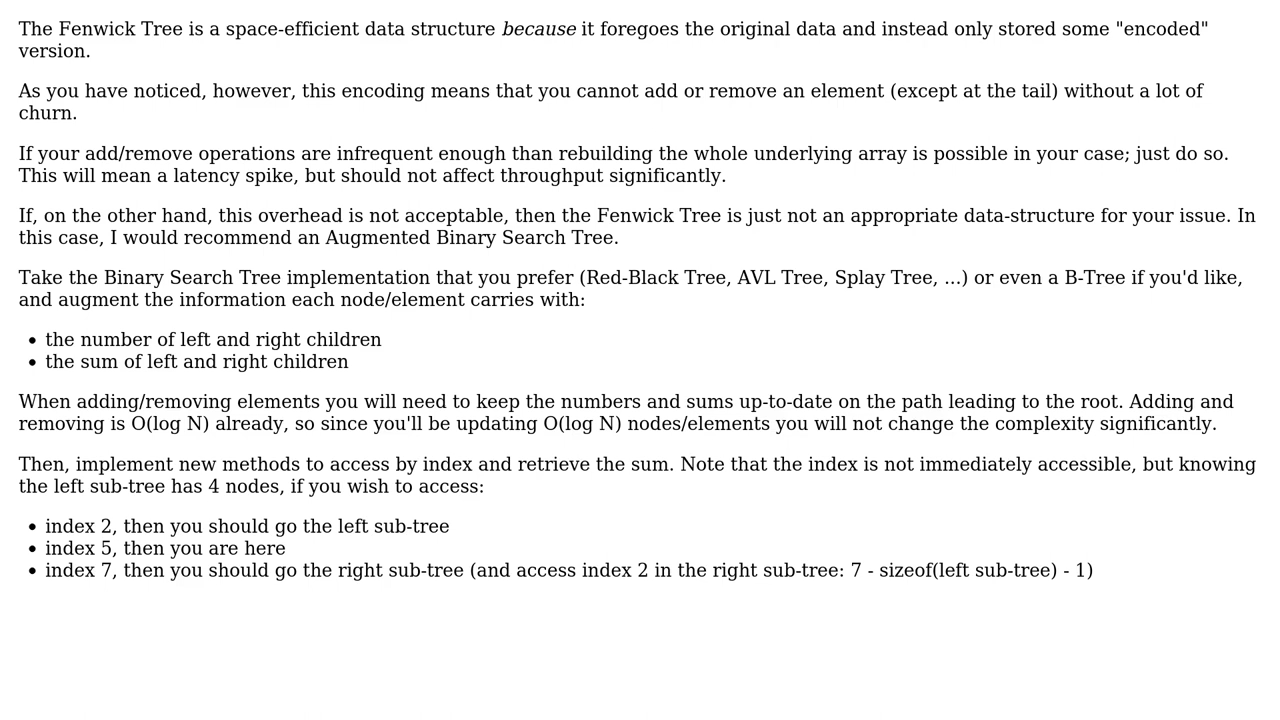 The Fenwick Tree is a space-efficient data structure because it foregoes the original data and instead only stored some "encoded"
version.
As you have noticed, however, this encoding means that you cannot add or remove an element (except at the tail) without a lot of
churn.
If your add/remove operations are infrequent enough than rebuilding the whole underlying array is possible in your case; just do so.
This will mean a latency spike, but should not affect throughput significantly.
If, on the other hand, this overhead is not acceptable, then the Fenwick Tree is just not an appropriate data-structure for your issue. In
this case, I would recommend an Augmented Binary Search Tree.
Take the Binary Search Tree implementation that you prefer (Red-Black Tree, AVL Tree, Splay Tree, ...) or even a B-Tree if you'd like,
and augment the information each node/element carries with:
• the number of left and right children
• the sum of left and right children
When adding/removing elements you will need to keep the numbers and sums up-to-date on the path leading to the root. Adding and
removing is O(log N) already, so since you'll be updating O(log N) nodes/elements you will not change the complexity significantly.
Then, implement new methods to access by index and retrieve the sum. Note that the index is not immediately accessible, but knowing
the left sub-tree has 4 nodes, if you wish to access:
• index 2, then you should go the left sub-tree
• index 5, then you are here
• index 7, then you should go the right sub-tree (and access index 2 in the right sub-tree: 7 - sizeof(left sub-tree) - 1)